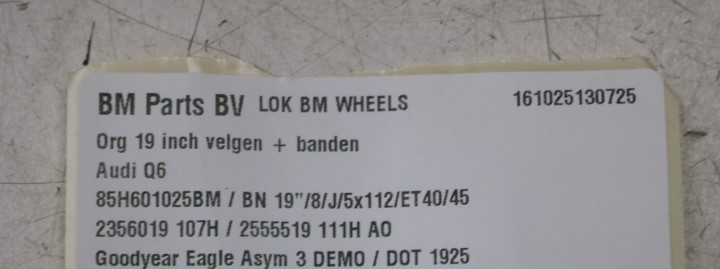 BM Parts BV LOK BM WHEELS 161025130725
Org 19 inch velgen + banden
Audi Q6
85H601025BM / BN 19"/8/J/5x112/ET40/45
2356019 107H / 2555519 111H AO
Goodyear Eagle Asym 3 DEMO / DOT 1925